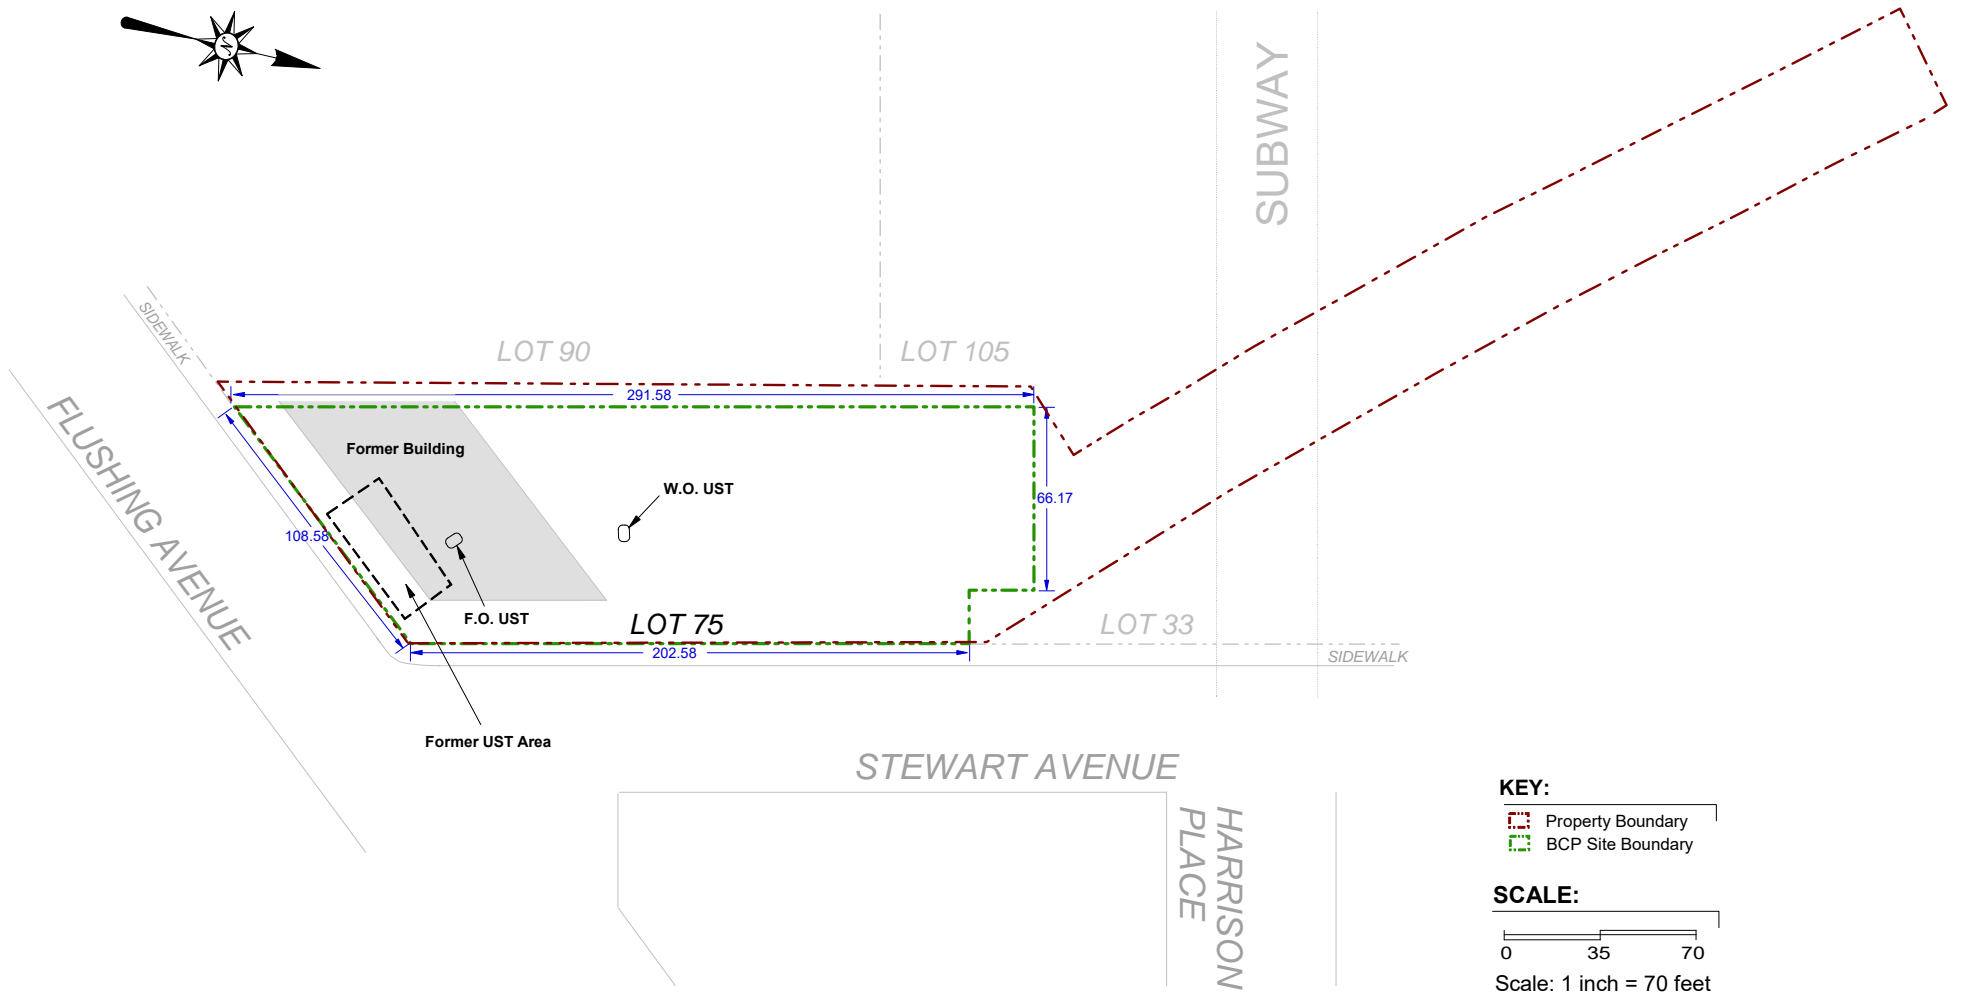 N
SUBWAY
SIDEWALK
LOT 90
LOT 105
291.58
FLUSHING AVENUE
Former Building
W.O. UST
66.17
108.58
F.O. UST
LOT 75
LOT 33
202.58
SIDEWALK
Former UST Area
STEWART AVENUE
HARRISON
PLACE
KEY:
Property Boundary
BCP Site Boundary
SCALE:
0 35 70
Scale: 1 inch = 70 feet